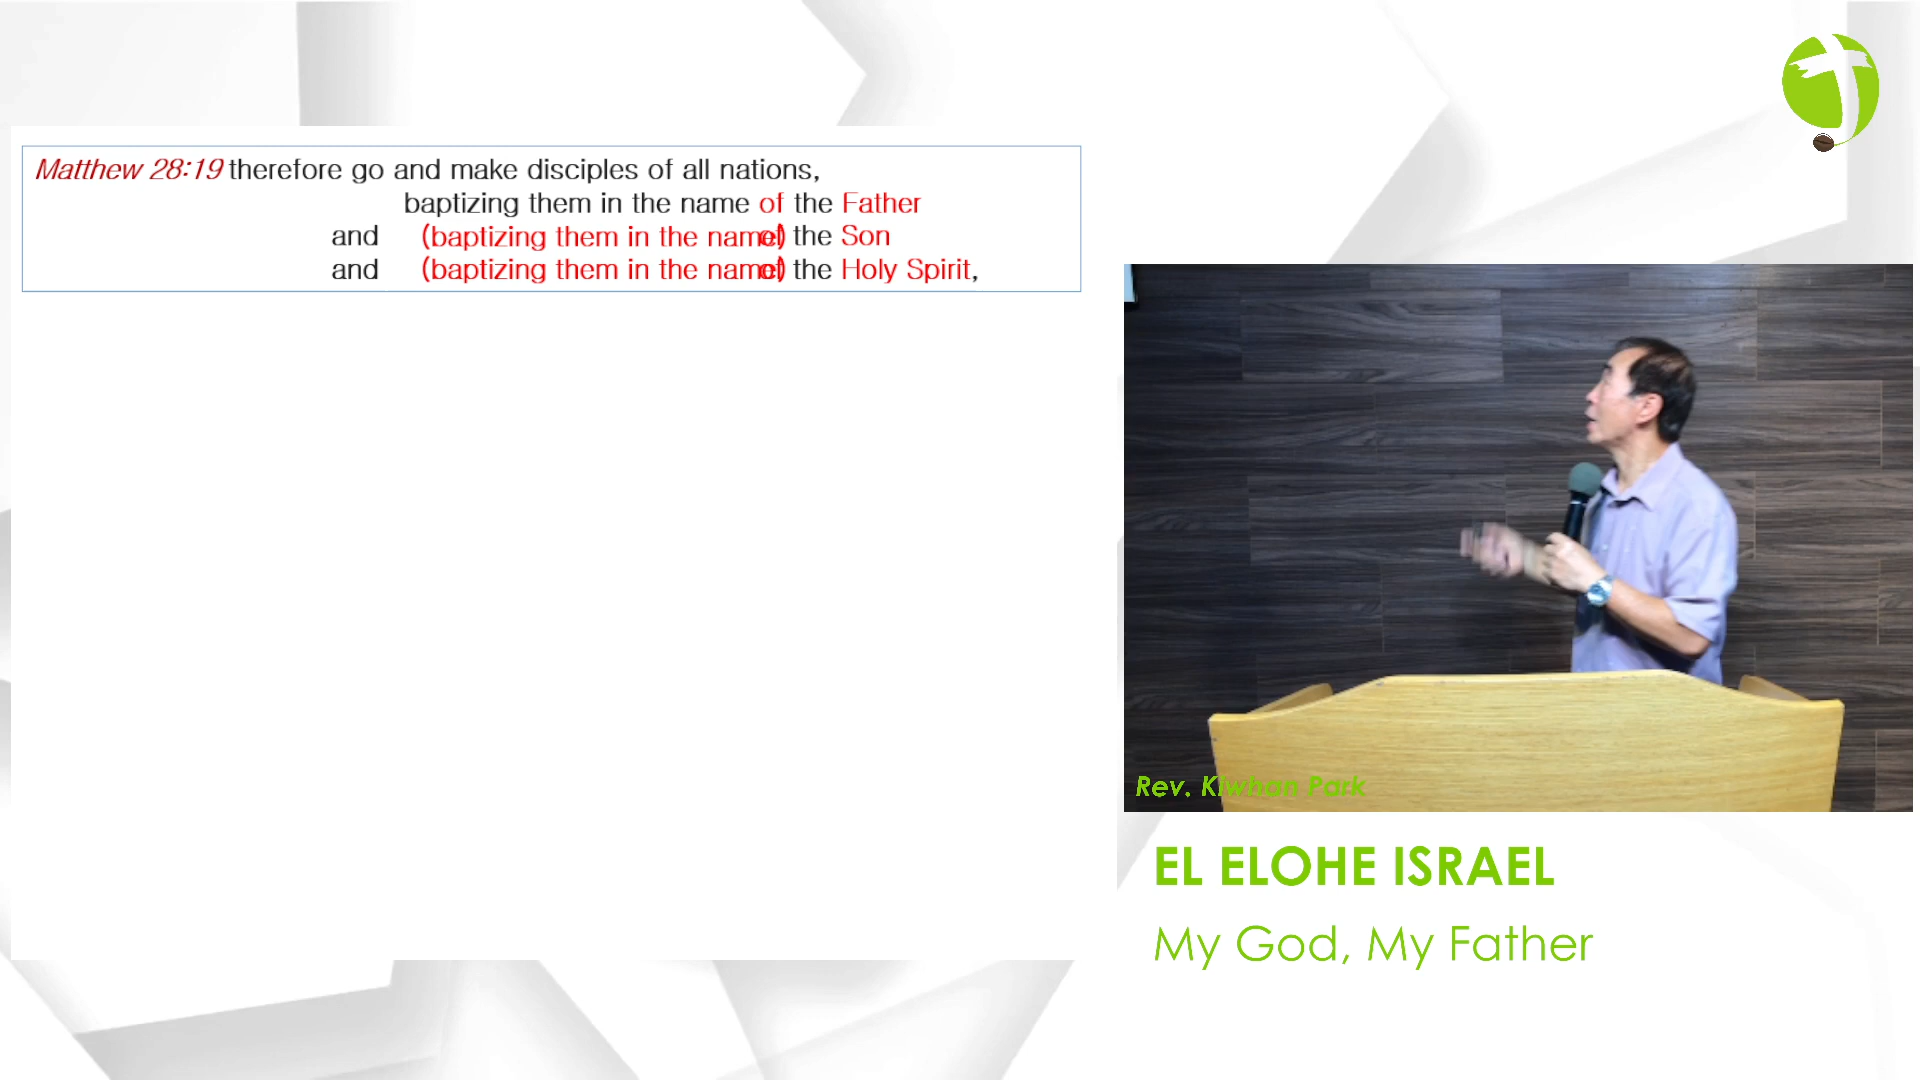 Matthew 28:19 therefore go and make disciples of all nations,
baptizing them in the name of the Father
and (baptizing them in the name) of the Son
and (baptizing them in the name) of the Holy Spirit,
Rev. Kiwhan Park
EL ELOHE ISRAEL
My God, My Father